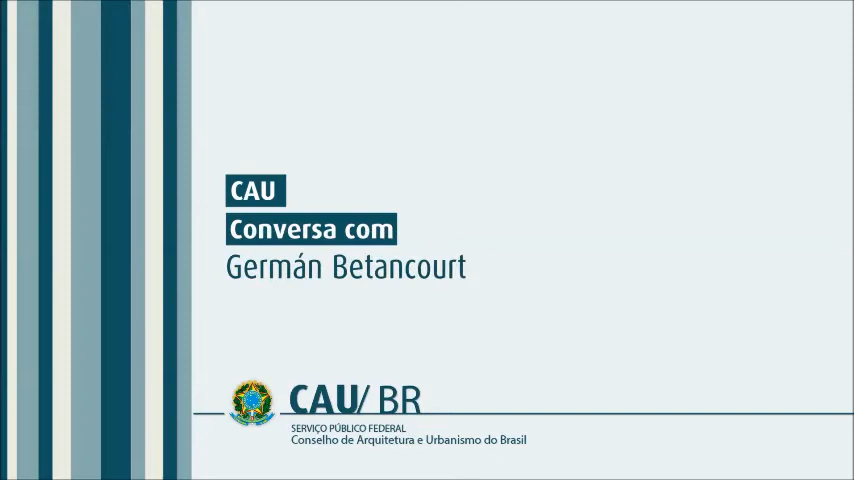 CAU
Conversa com
Germán Betancourt
CAU/ BR
SERVIÇO PÚBLICO FEDERAL
Conselho de Arquitetura e Urbanismo do Brasil